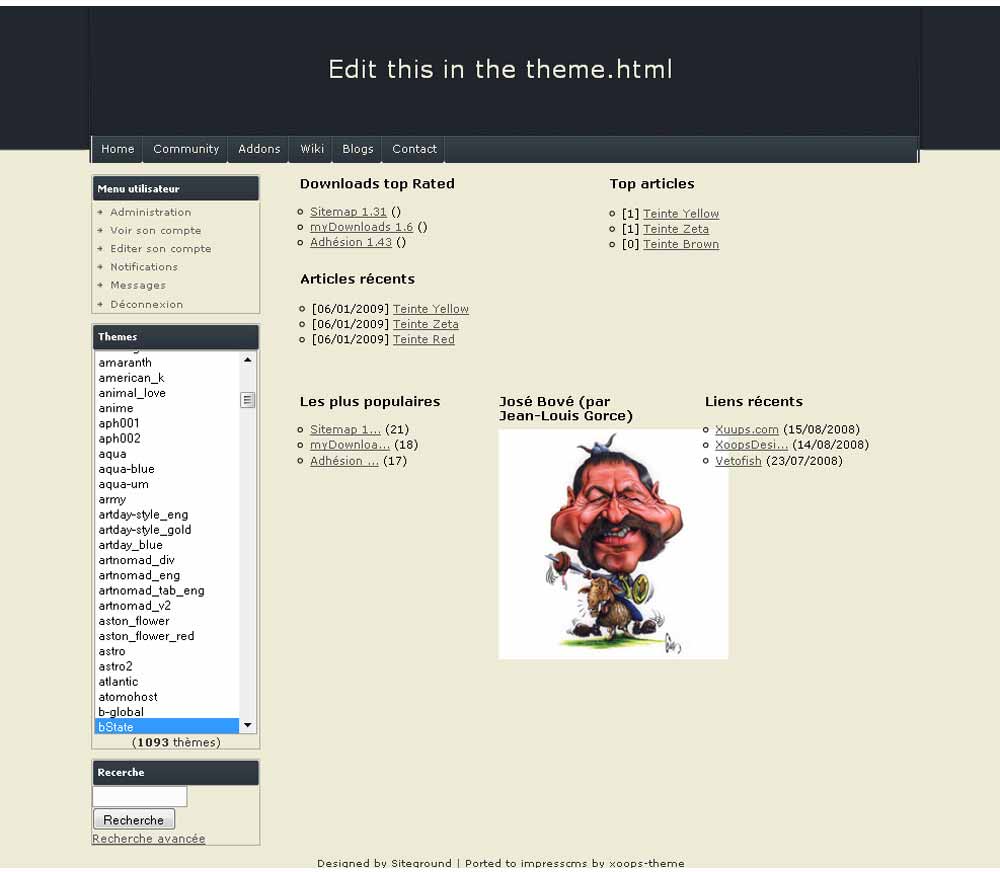 Edit this in the theme.html
Home Community Addons Wiki Blogs Contact
Menu utilisateur
Administration
Voir son compte
Editer son compte
Notifications
Messages
Déconnexion
Themes
amaranth
american_k
animal_love
anime
aph001
aph002
aqua
aqua-blue
aqua-um
army
artday-style_eng
artday-style_gold
artday_blue
artnomad_div
artnomad_eng
artnomad_tab_eng
artnomad_v2
aston_flower
aston_flower_red
astro
astro2
atlantic
atomohost
b-global
bState
(1093 thèmes)
Recerche
Recherche
Recherche avancée
Downloads top Rated
Sitemap 1.31 ()
myDownloads 1.6 ()
Adhésion 1.43 ()
Top articles
[1] Teinte Yellow
[1] Teinte Zeta
[0] Teinte Brown
Articles récents
[06/01/2009] Teinte Yellow
[06/01/2009] Teinte Zeta
[06/01/2009] Teinte Red
Les plus populaires
Sitemap 1... (21)
myDownloa... (18)
Adhésion ... (17)
José Bové (par
Jean-Louis Gorce)
Liens récents
Xuups.com (15/08/2008)
XoopsDesi... (14/08/2008)
Vetofish (23/07/2008)
Designed by Siteground | Ported to impresscms by xoops-theme